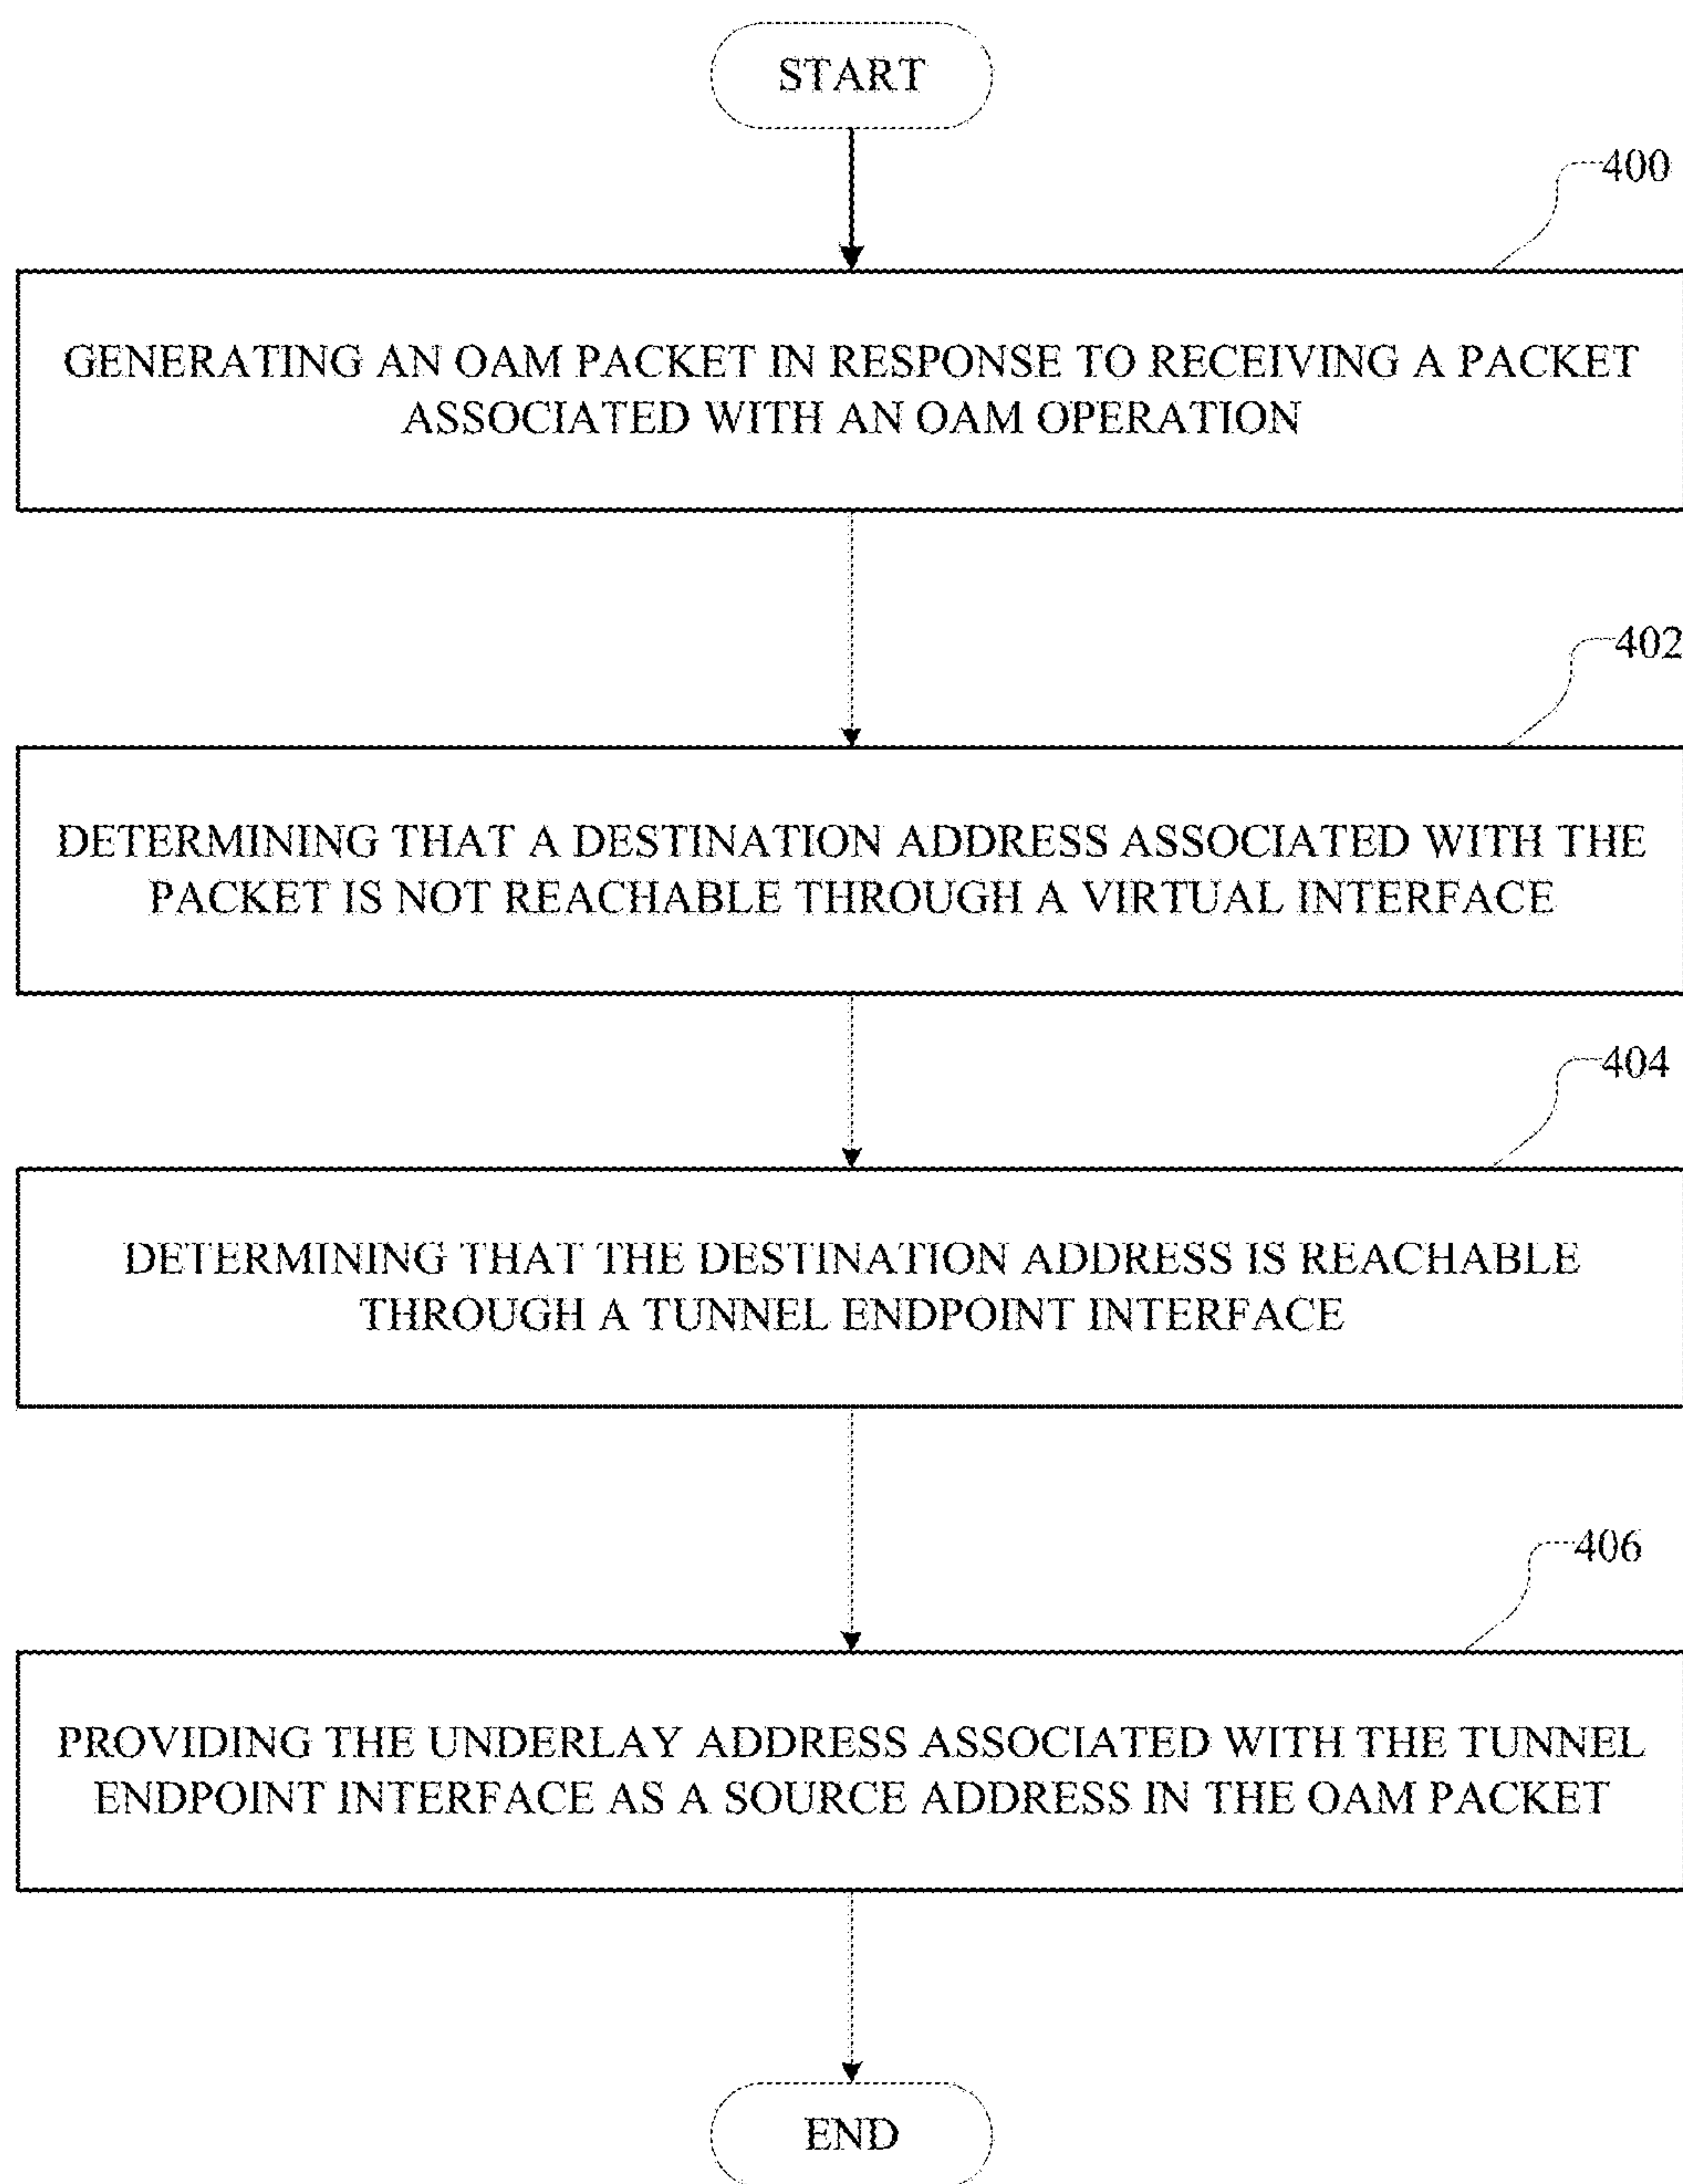 START
400
GENERATING AN OAM PACKET IN RESPONSE TO RECEIVING A PACKET
ASSOCIATED WITH AN OAM OPERATION
402
DETERMINING THAT A DESTINATION ADDRESS ASSOCIATED WITH THE
PACKET IS NOT REACHABLE THROUGH A VIRTUAL INTERFACE
404
DETERMINING THAT THE DESTINATION ADDRESS IS REACHABLE
THROUGH A TUNNEL ENDPOINT INTERFACE
406
PROVIDING THE UNDERLAY ADDRESS ASSOCIATED WITH THE TUNNEL
ENDPOINT INTERFACE AS A SOURCE ADDRESS IN THE OAM PACKET
END